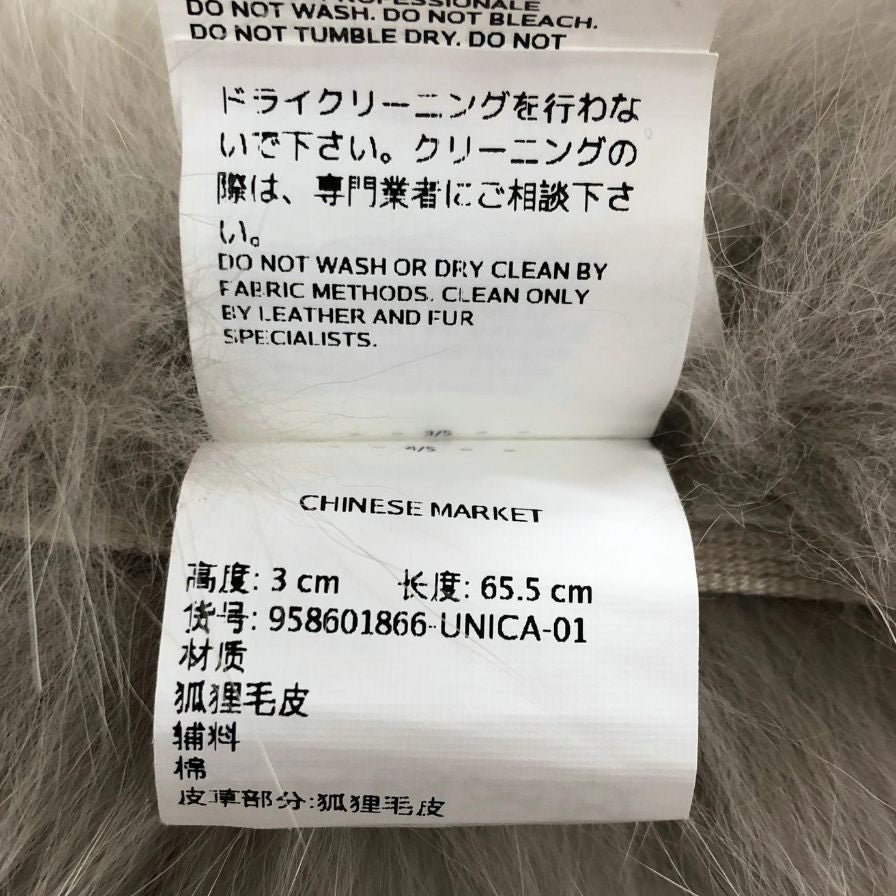 PROFESSIONALE
DO NOT WASH. DO NOT BLEACH.
DO NOT TUMBLE DRY. DO NOT
ドライクリーニングを行わな
いで下さい。クリーニングの
際は、専門業者にご相談下さ
い。
DO NOT WASH OR DRY CLEAN BY
FABRIC METHODS. CLEAN ONLY
BY LEATHER AND FUR
SPECIALISTS.
- - 3/5 - -
- - 4/5 - -
CHINESE MARKET
高度: 3 cm 长度: 65.5 cm
货号: 958601866-UNICA-01
材质
狐狸毛皮
辅料
棉
皮革部分:狐狸毛皮